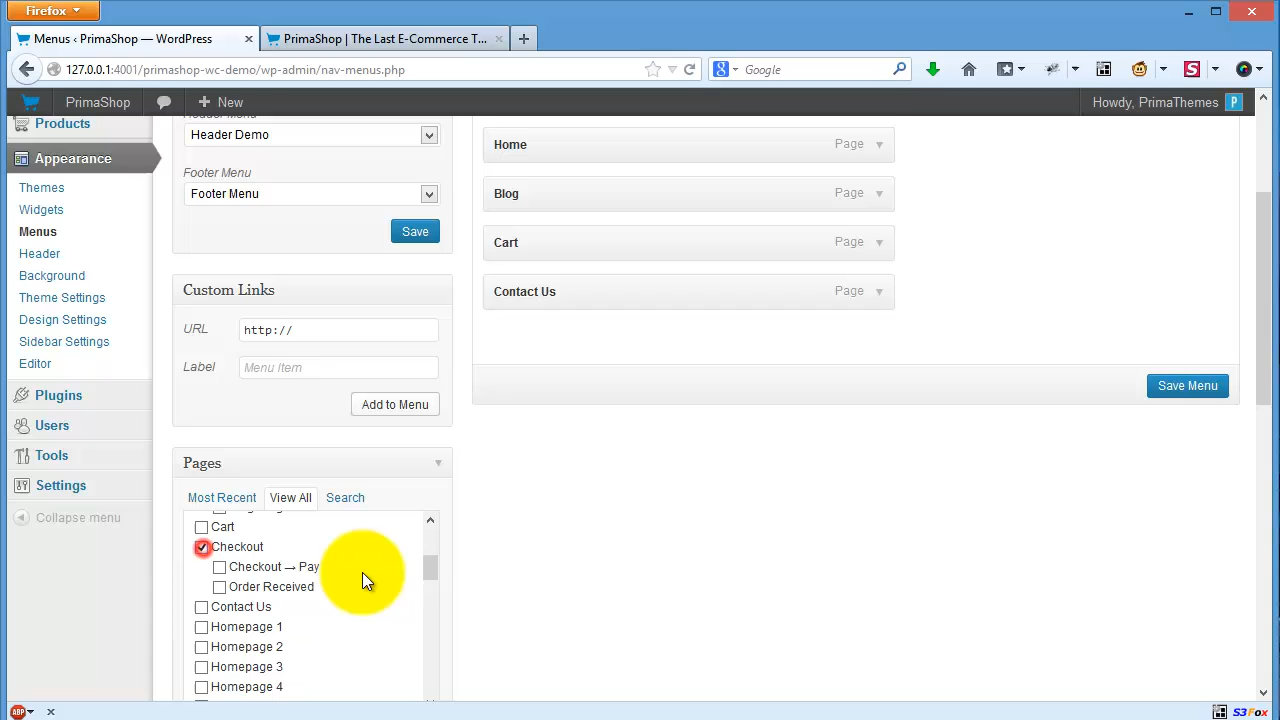 Firefox
Menus ‹ PrimaShop — WordPress
PrimaShop | The Last E-Commerce T...
127.0.0.1:4001/primashop-wc-demo/wp-admin/nav-menus.php
Google
PrimaShop
New
Howdy, PrimaThemes
Products
Appearance
Themes
Widgets
Menus
Header
Background
Theme Settings
Design Settings
Sidebar Settings
Editor
Plugins
Users
Tools
Settings
Collapse menu
Header Menu
Header Demo
Footer Menu
Footer Menu
Save
Custom Links
URL
http://
Label
Menu Item
Add to Menu
Pages
Most Recent
View All
Search
Cart
Checkout
Checkout → Pay
Order Received
Contact Us
Homepage 1
Homepage 2
Homepage 3
Homepage 4
Home
Page
Blog
Page
Cart
Page
Contact Us
Page
Save Menu
ABP
S3Fox